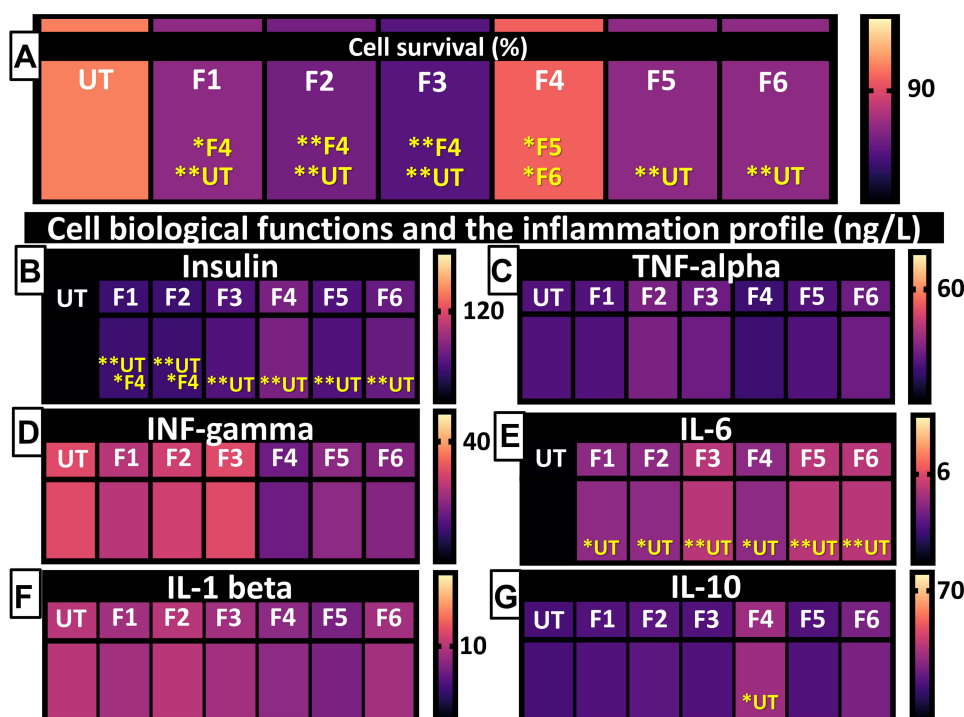 A
Cell survival (%)
UT F1 F2 F3 F4 F5 F6
90
*F4 **F4 **F4 *F5
**UT **UT **UT *F6 **UT **UT
Cell biological functions and the inflammation profile (ng/L)
B
Insulin
UT F1 F2 F3 F4 F5 F6
120
**UT **UT
*F4 *F4 **UT **UT **UT **UT
C
TNF-alpha
UT F1 F2 F3 F4 F5 F6
60
D
INF-gamma
UT F1 F2 F3 F4 F5 F6
40
E
IL-6
UT F1 F2 F3 F4 F5 F6
6
*UT *UT **UT *UT **UT **UT
F
IL-1 beta
UT F1 F2 F3 F4 F5 F6
10
G
IL-10
UT F1 F2 F3 F4 F5 F6
70
*UT